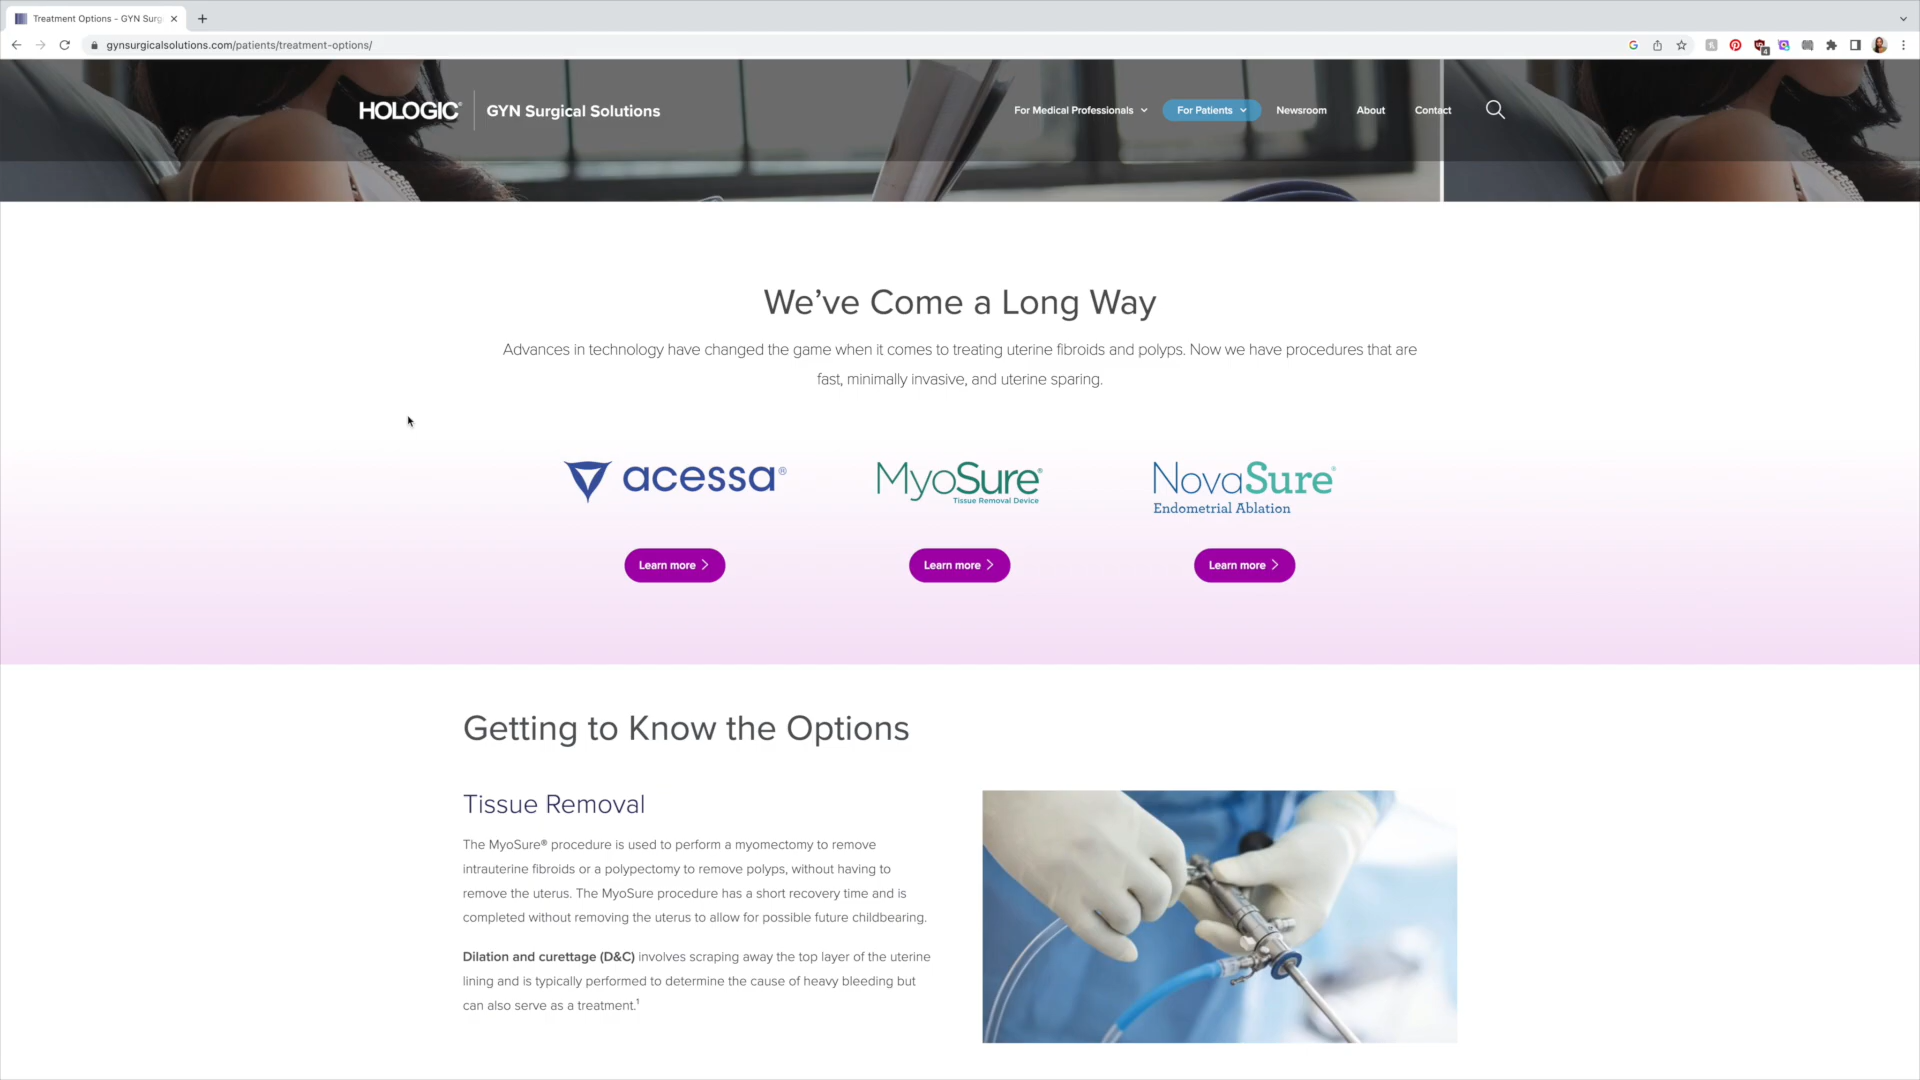 Treatment Options - GYN Surg
gynsurgicalsolutions.com/patients/treatment-options/
HOLOGIC® GYN Surgical Solutions
For Medical Professionals
For Patients
Newsroom
About
Contact
We've Come a Long Way
Advances in technology have changed the game when it comes to treating uterine fibroids and polyps. Now we have procedures that are
fast, minimally invasive, and uterine sparing.
acessa®
MyoSure®
Tissue Removal Device
NovaSure®
Endometrial Ablation
Learn more
Learn more
Learn more
Getting to Know the Options
Tissue Removal
The MyoSure® procedure is used to perform a myomectomy to remove
intrauterine fibroids or a polypectomy to remove polyps, without having to
remove the uterus. The MyoSure procedure has a short recovery time and is
completed without removing the uterus to allow for possible future childbearing.
Dilation and curettage (D&C) involves scraping away the top layer of the uterine
lining and is typically performed to determine the cause of heavy bleeding but
can also serve as a treatment.¹